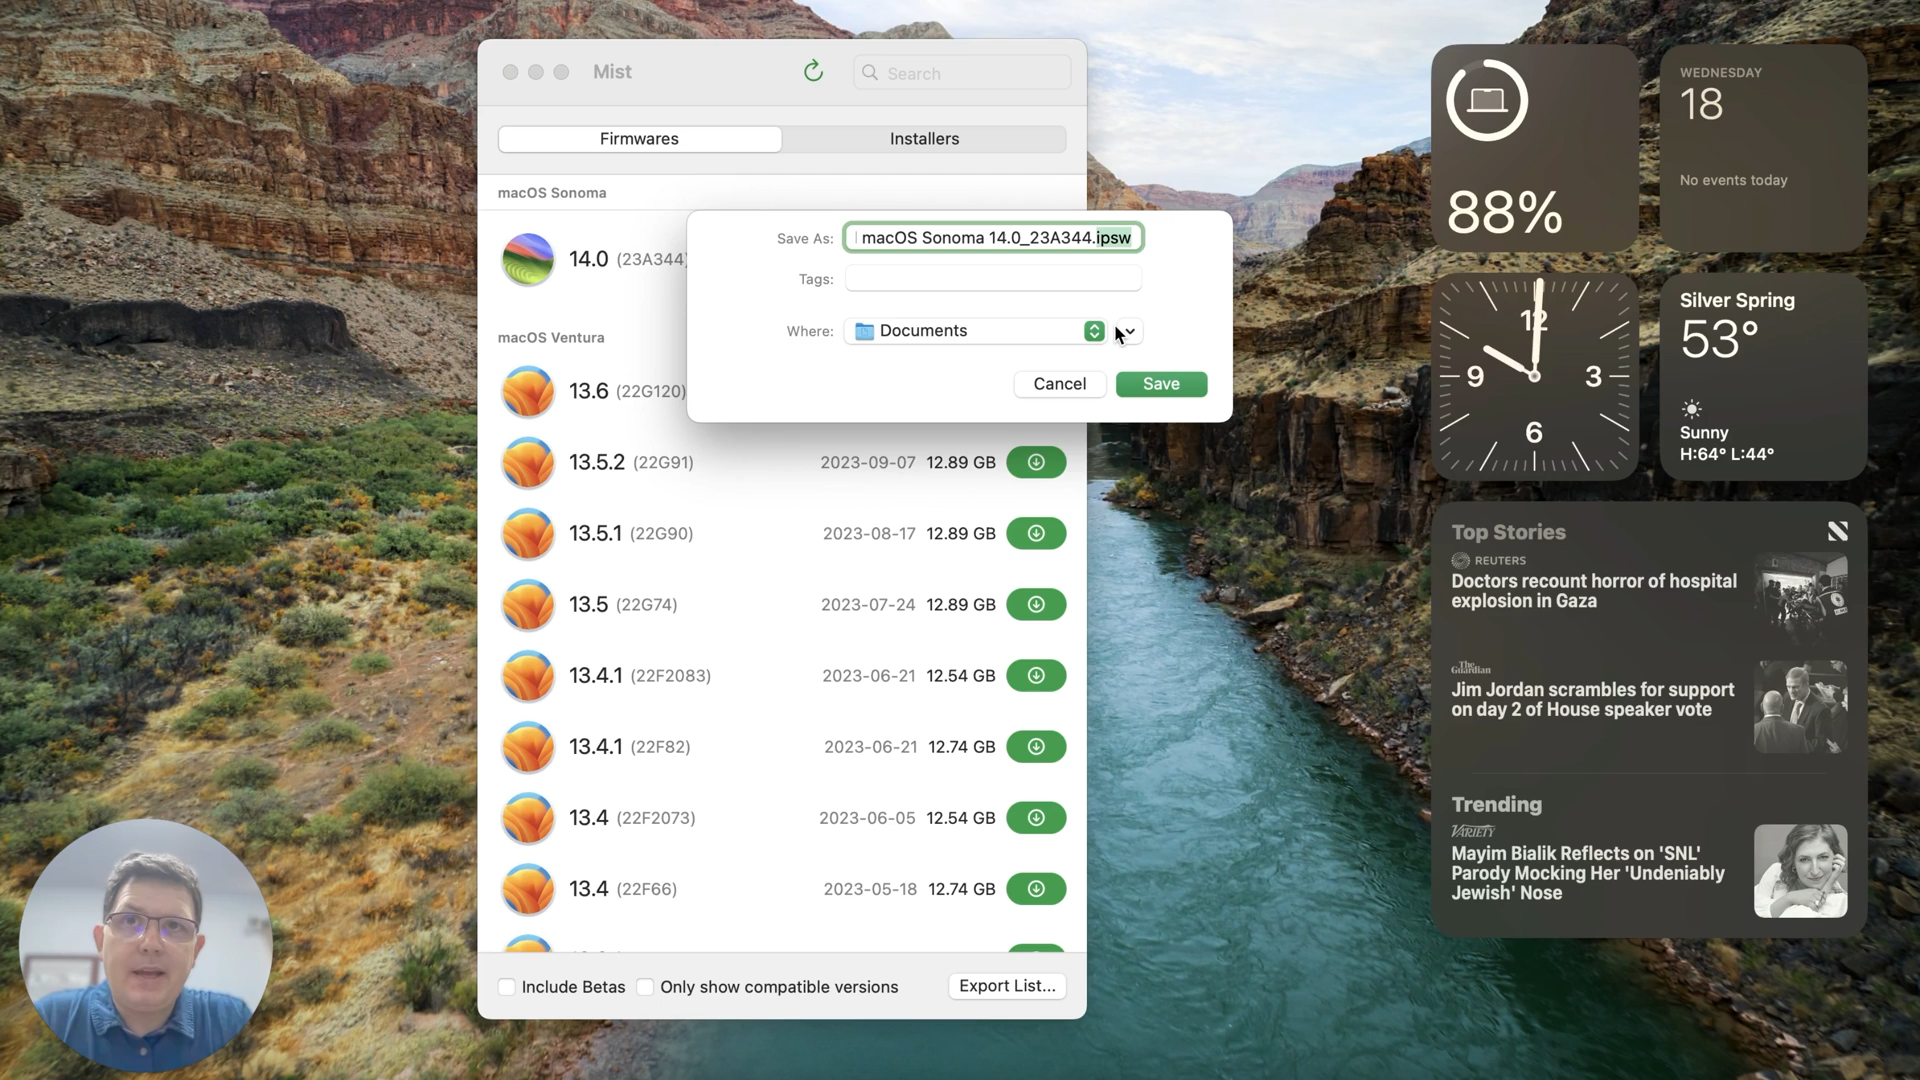 Mist
Search
Firmwares
Installers
macOS Sonoma
14.0 (23A344)
macOS Ventura
13.6 (22G120)
13.5.2 (22G91) 2023-09-07 12.89 GB
13.5.1 (22G90) 2023-08-17 12.89 GB
13.5 (22G74) 2023-07-24 12.89 GB
13.4.1 (22F2083) 2023-06-21 12.54 GB
13.4.1 (22F82) 2023-06-21 12.74 GB
13.4 (22F2073) 2023-06-05 12.54 GB
13.4 (22F66) 2023-05-18 12.74 GB
Include Betas
Only show compatible versions
Export List...
Save As: macOS Sonoma 14.0_23A344.ipsw
Tags:
Where: Documents
Cancel
Save
88%
WEDNESDAY
18
No events today
12
9
3
6
Silver Spring
53°
Sunny
H:64° L:44°
Top Stories
REUTERS
Doctors recount horror of hospital
explosion in Gaza
The
Guardian
Jim Jordan scrambles for support
on day 2 of House speaker vote
Trending
VARIETY
Mayim Bialik Reflects on 'SNL'
Parody Mocking Her 'Undeniably
Jewish' Nose